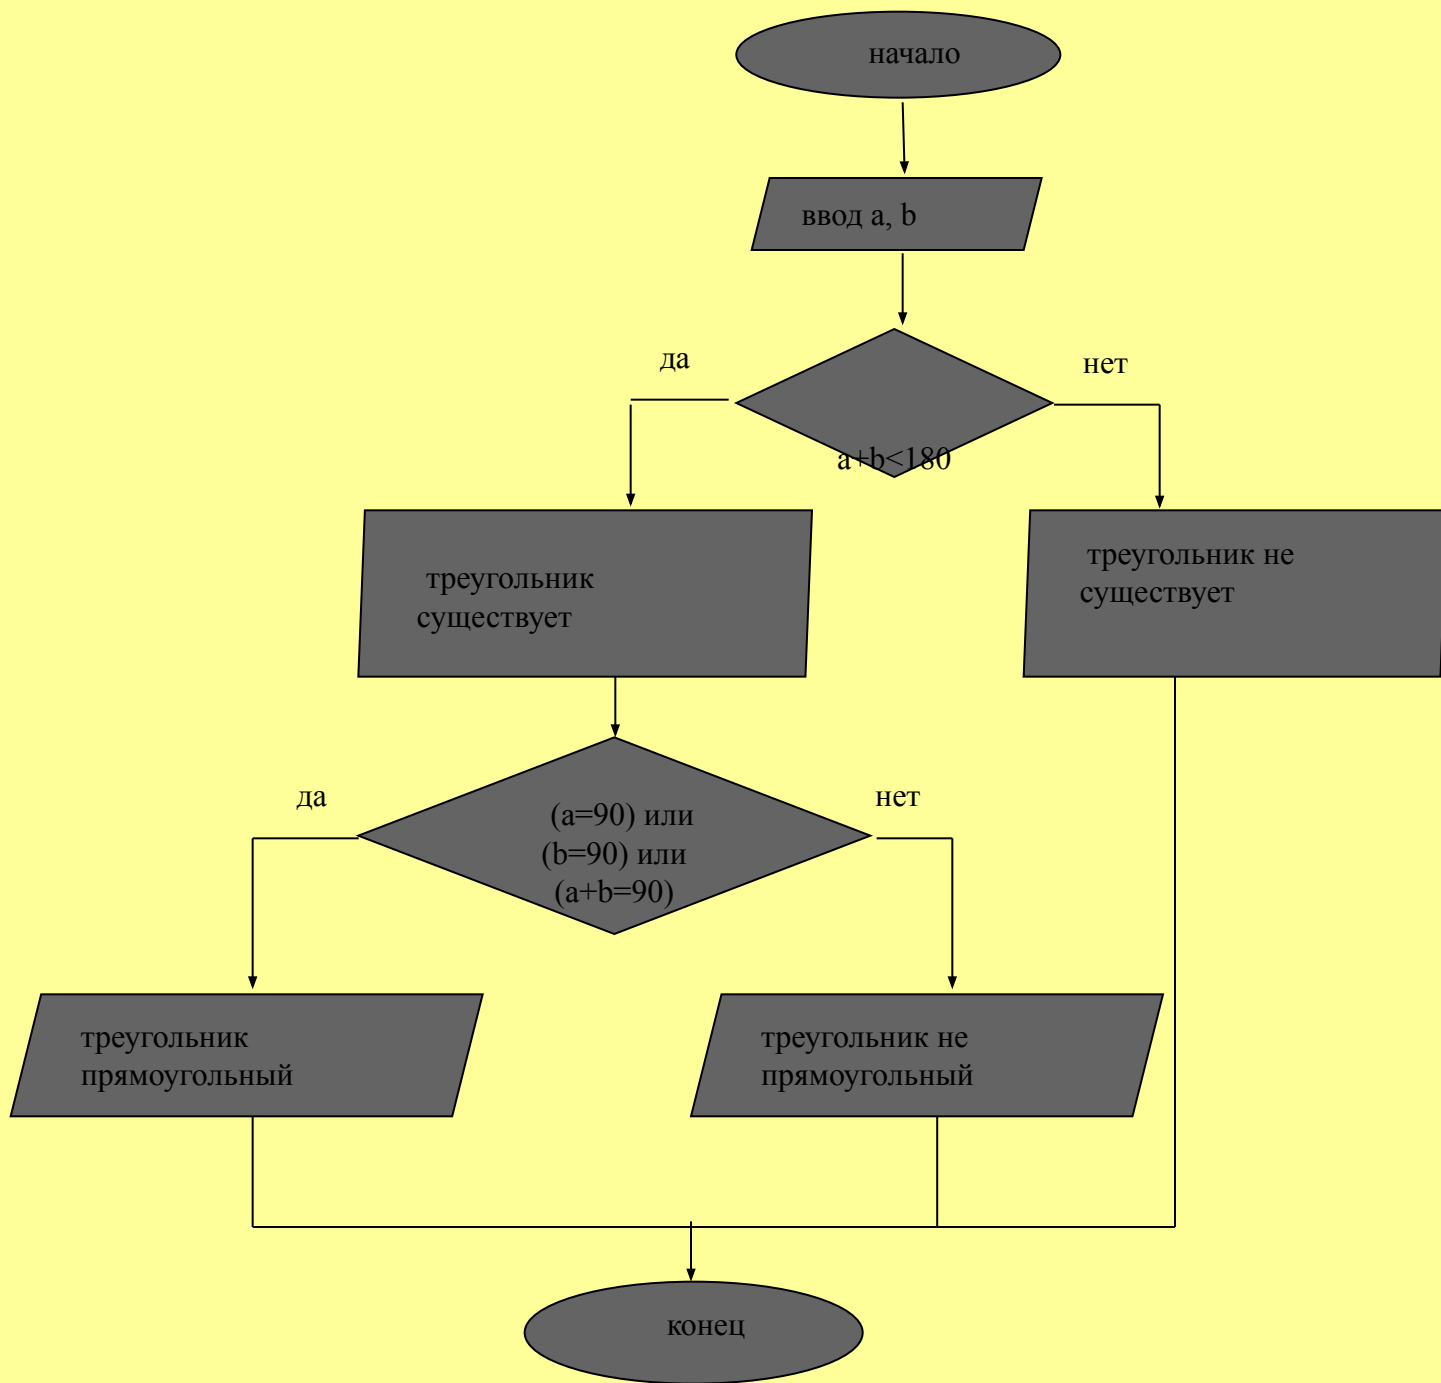 начало
ввод a, b
да
нет
a+b<180
треугольник
существует
треугольник не
существует
да
нет
(a=90) или
(b=90) или
(a+b=90)
треугольник
прямоугольный
треугольник не
прямоугольный
конец